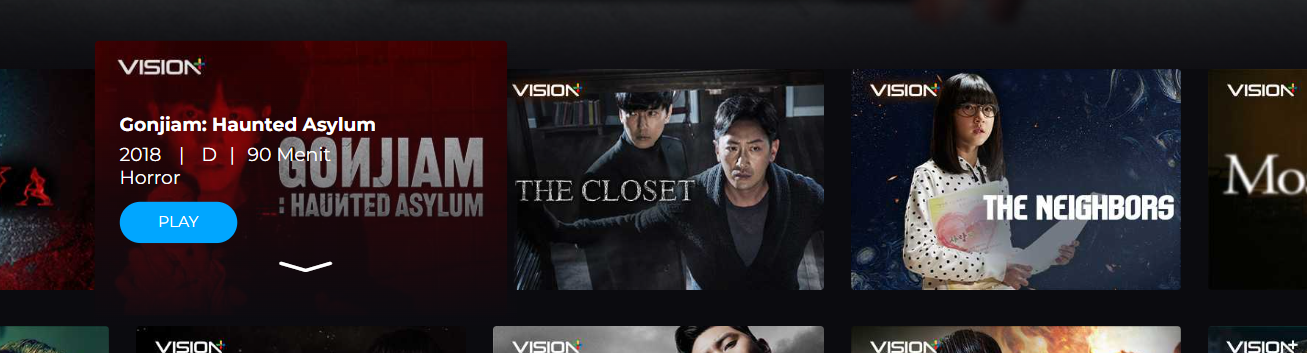 VISION+
Gonjiam: Haunted Asylum
2018 | D | 90 Menit
Horror
PLAY
GONJIAM
: HAUNTED ASYLUM
VISION+
THE CLOSET
VISION+
THE NEIGHBORS
VISION+
Mo
VISION+
VISION+
VISION+
VISION+